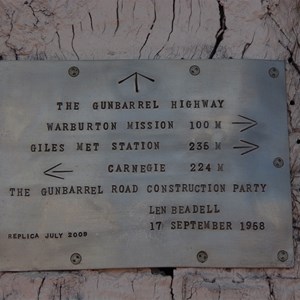 THE GUNBARREL HIGHWAY
WARBURTON MISSION 100 M
GILES MET STATION 236 M
CARNEGIE 224 M
THE GUNBARREL ROAD CONSTRUCTION PARTY
LEN BEADELL
17 SEPTEMBER 1958
REPLICA JULY 2009